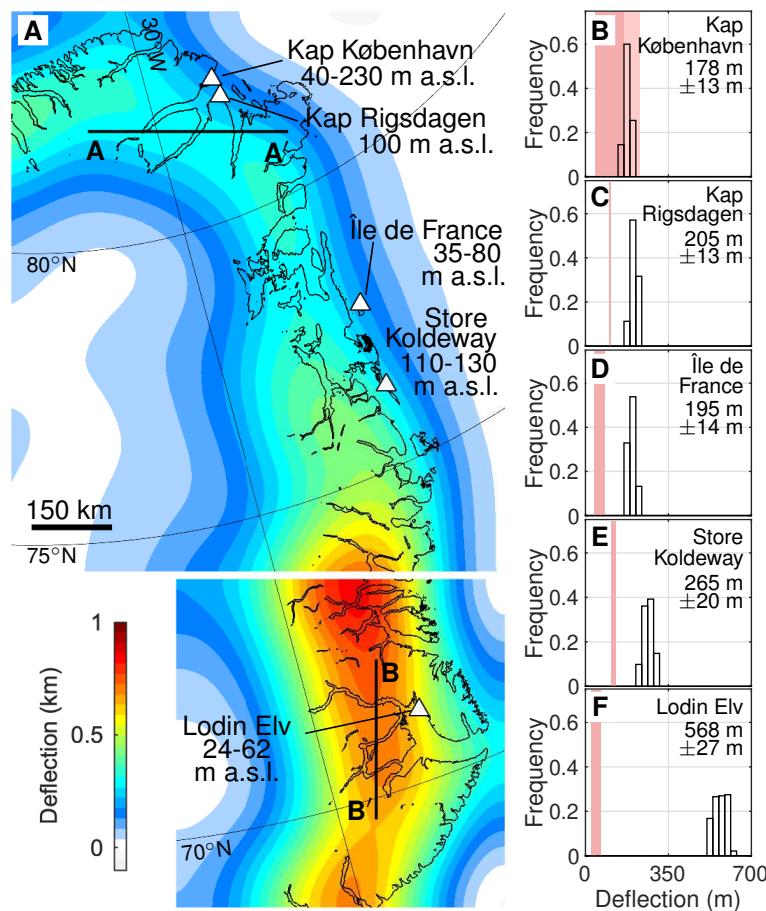 A
30°W
Kap København
40-230 m a.s.l.
Kap Rigsdagen
100 m a.s.l.
A
A'
80°N
Île de France
35-80
m a.s.l.
Store
Koldeway
110-130
m a.s.l.
150 km
75°N
1
0.5
0
Deflection (km)
B
Lodin Elv
24-62
m a.s.l.
B'
70°N
B
Kap
København
178 m
±13 m
Frequency
0.6
0.4
0.2
0
C
Kap
Rigsdagen
205 m
±13 m
Frequency
0.6
0.4
0.2
0
D
Île de
France
195 m
±14 m
Frequency
0.6
0.4
0.2
0
E
Store
Koldeway
265 m
±20 m
Frequency
0.6
0.4
0.2
0
F
Lodin Elv
568 m
±27 m
Frequency
0.6
0.4
0.2
0
0
350
700
Deflection (m)